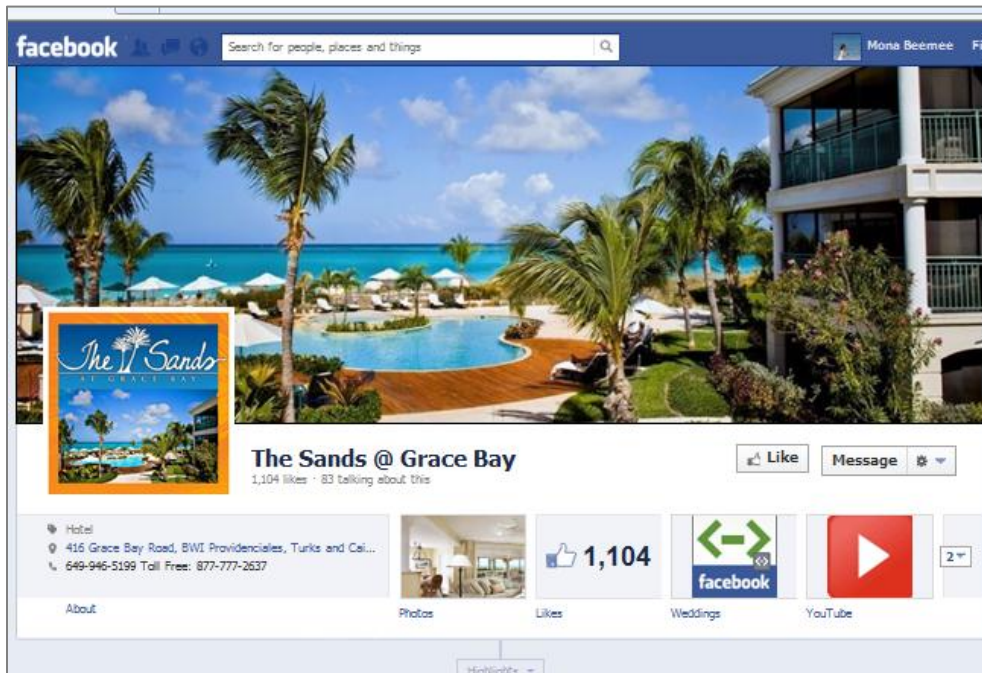 facebook
Search for people, places and things
Mona Beemee
The Sands
AT GRACE BAY
The Sands @ Grace Bay
1,104 likes · 83 talking about this
Like
Message
Hotel
416 Grace Bay Road, BWI Providenciales, Turks and Cai...
649-946-5199 Toll Free: 877-777-2637
About
1,104
facebook
2
Photos
Likes
Weddings
YouTube
Highlights